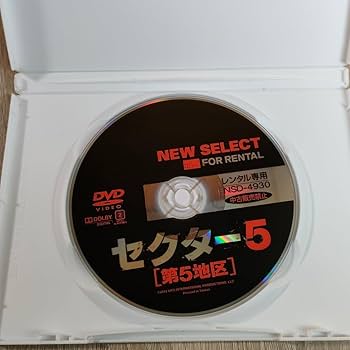 NEW SELECT
FOR RENTAL
レンタル専用
NSD-4930
中古販売禁止
DVD
VIDEO
DOLBY
DIGITAL
セクター5
[第5地区]